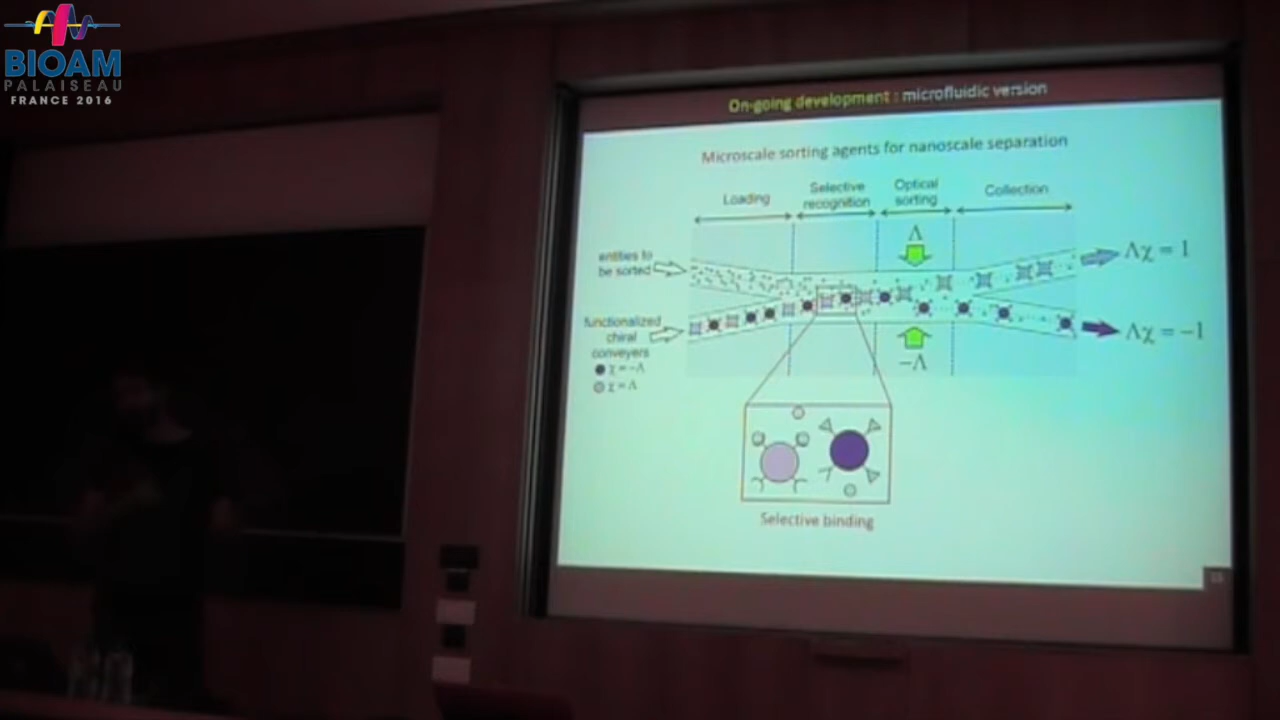 BIOAM
PALAISEAU
FRANCE 2016
On-going development : microfluidic version
Microscale sorting agents for nanoscale separation
Loading
Selective
recognition
Optical
sorting
Collection
Λ
entities to
be sorted
Λχ = 1
functionalized
chiral
conveyers
χ = -Λ
χ = Λ
Λχ = -1
-Λ
Selective binding